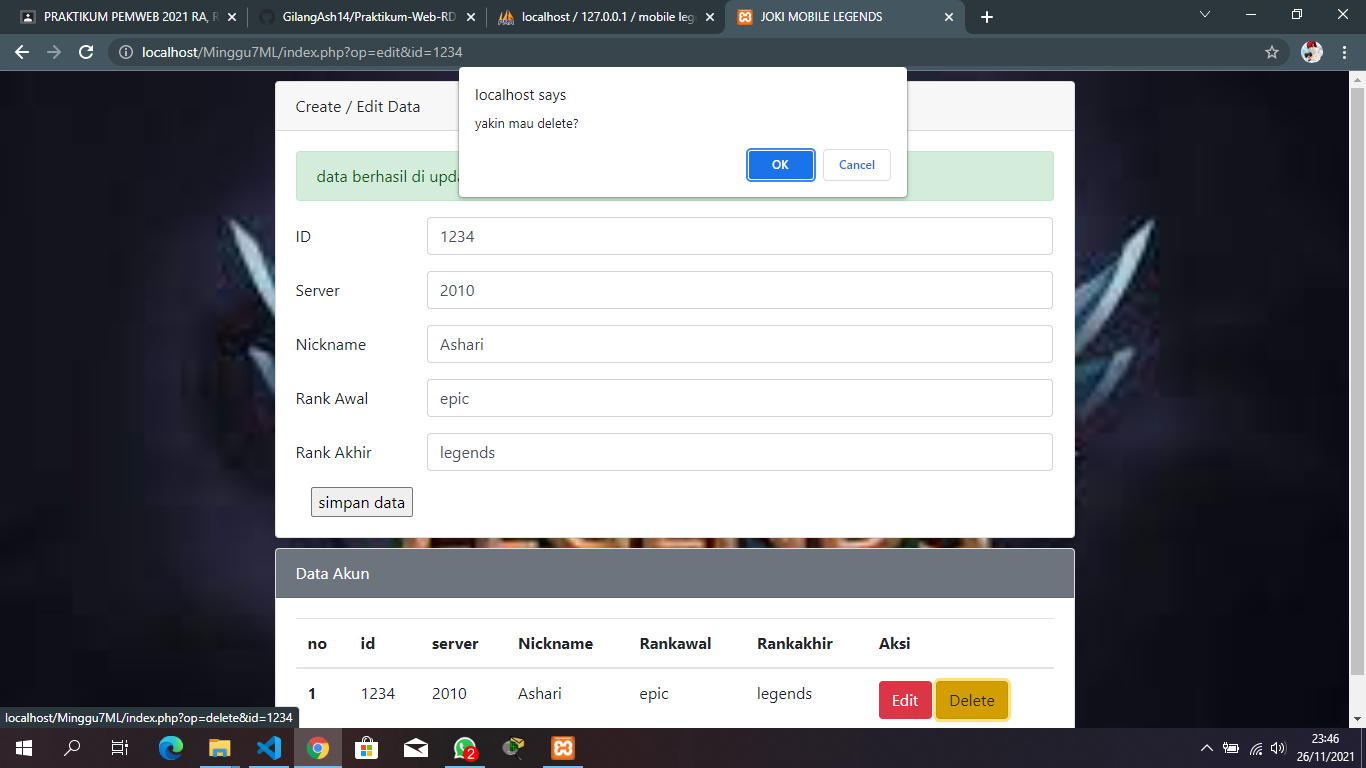 PRAKTIKUM PEMWEB 2021 RA, R
GilangAsh14/Praktikum-Web-RD
localhost / 127.0.0.1 / mobile leg
JOKI MOBILE LEGENDS
localhost/Minggu7ML/index.php?op=edit&id=1234
localhost says
yakin mau delete?
OK
Cancel
Create / Edit Data
data berhasil di upda
ID
1234
Server
2010
Nickname
Ashari
Rank Awal
epic
Rank Akhir
legends
simpan data
Data Akun
no id server Nickname Rankawal Rankakhir Aksi
1 1234 2010 Ashari epic legends Edit Delete
localhost/Minggu7ML/index.php?op=delete&id=1234
2
23:46
26/11/2021